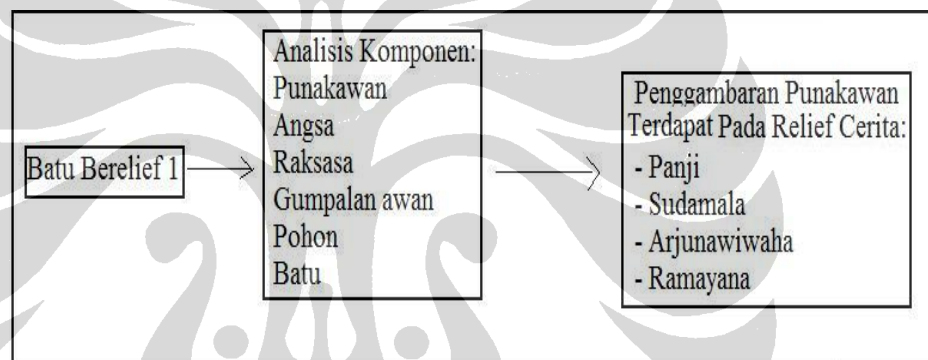 Batu Berelief 1
Analisis Komponen:
Punakawan
Angsa
Raksasa
Gumpalan awan
Pohon
Batu
Penggambaran Punakawan
Terdapat Pada Relief Cerita:
- Panji
- Sudamala
- Arjunawiwaha
- Ramayana